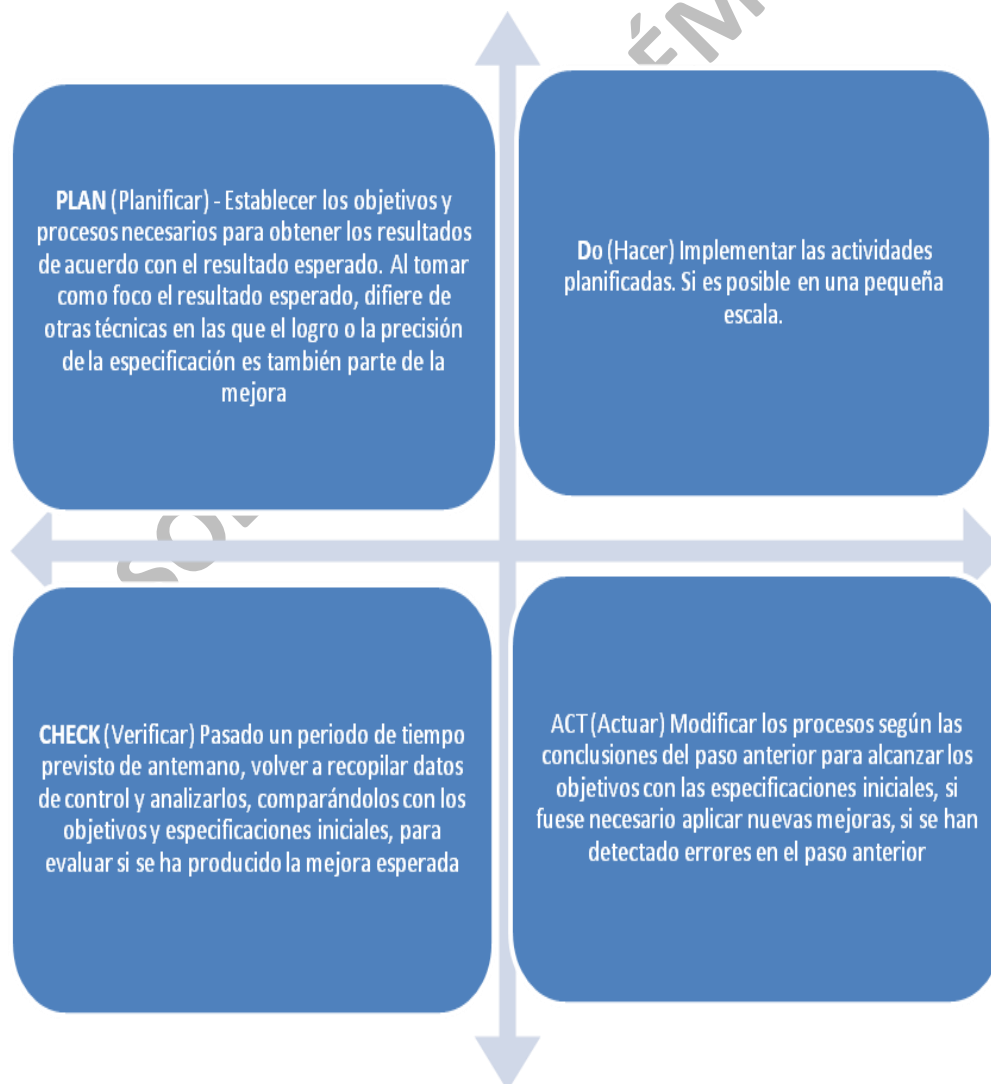 PLAN (Planificar) - Establecer los objetivos y
procesos necesarios para obtener los resultados
de acuerdo con el resultado esperado. Al tomar
como foco el resultado esperado, difiere de
otras técnicas en las que el logro o la precisión
de la especificación es también parte de la
mejora
Do (Hacer) Implementar las actividades
planificadas. Si es posible en una pequeña
escala.
CHECK (Verificar) Pasado un periodo de tiempo
previsto de antemano, volver a recopilar datos
de control y analizarlos, comparándolos con los
objetivos y especificaciones iniciales, para
evaluar si se ha producido la mejora esperada
ACT (Actuar) Modificar los procesos según las
conclusiones del paso anterior para alcanzar los
objetivos con las especificaciones iniciales, si
fuese necesario aplicar nuevas mejoras, si se han
detectado errores en el paso anterior